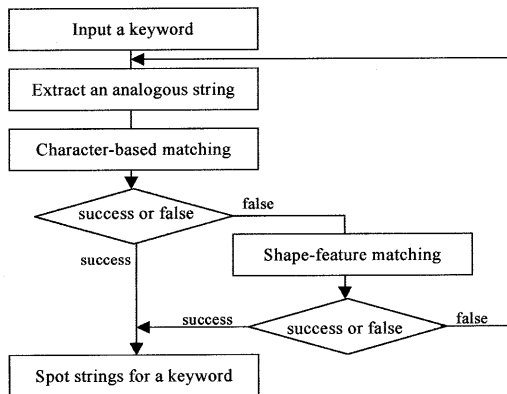 Input a keyword
Extract an analogous string
Character-based matching
success or false
false
success
Shape-feature matching
success or false
success
false
Spot strings for a keyword